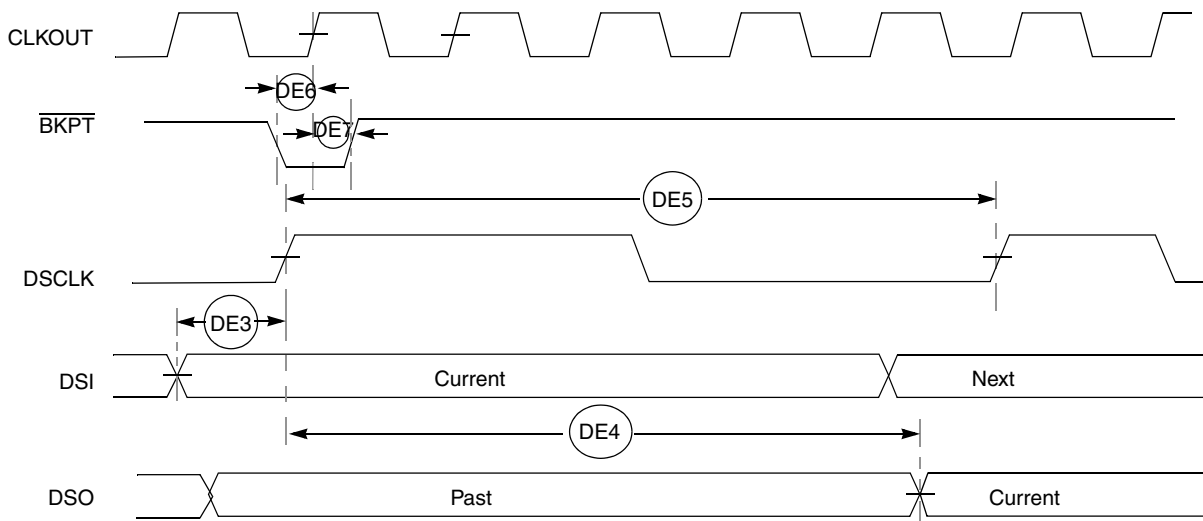 CLKOUT
DE6
BKPT
DE7
DE5
DSCLK
DE3
DSI
Current
Next
DE4
DSO
Past
Current